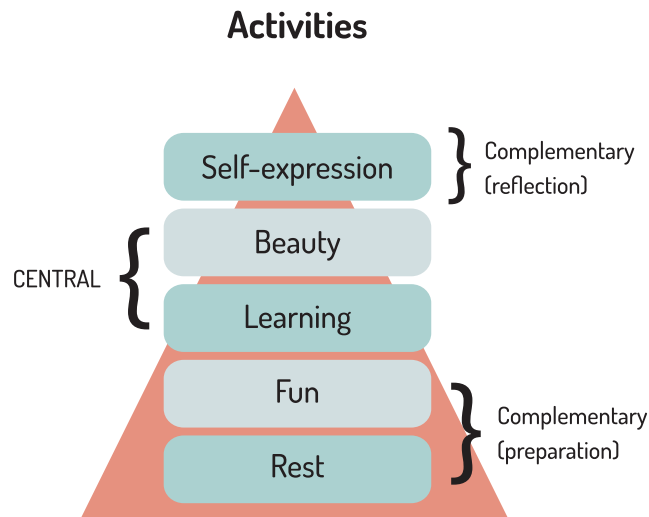 Activities
Self-expression
Complementary
(reflection)
Beauty
CENTRAL
Learning
Fun
Complementary
(preparation)
Rest